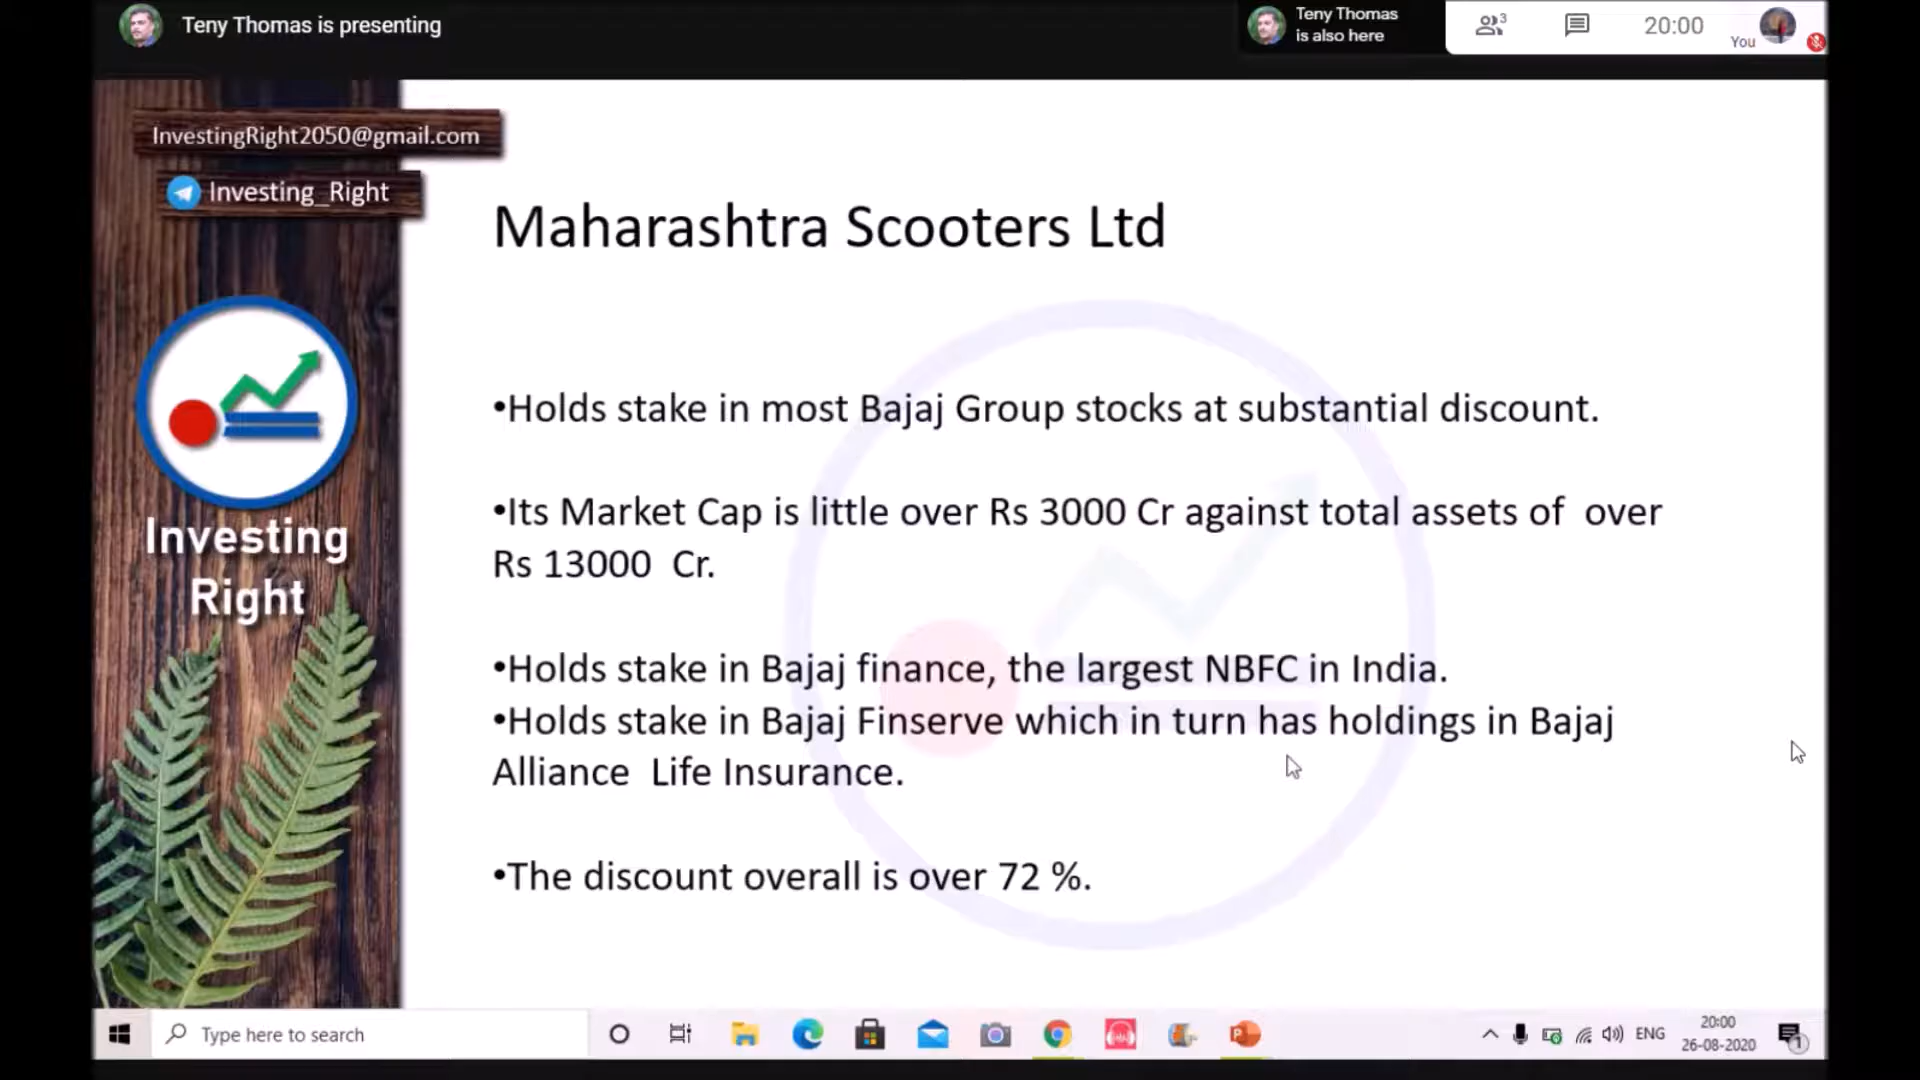 Teny Thomas is presenting
Teny Thomas
is also here
3
20:00
You
InvestingRight2050@gmail.com
Investing_Right
Investing
Right
Maharashtra Scooters Ltd
•Holds stake in most Bajaj Group stocks at substantial discount.
•Its Market Cap is little over Rs 3000 Cr against total assets of over
Rs 13000 Cr.
•Holds stake in Bajaj finance, the largest NBFC in India.
•Holds stake in Bajaj Finserve which in turn has holdings in Bajaj
Alliance Life Insurance.
•The discount overall is over 72 %.
Type here to search
ENG
20:00
26-08-2020
1